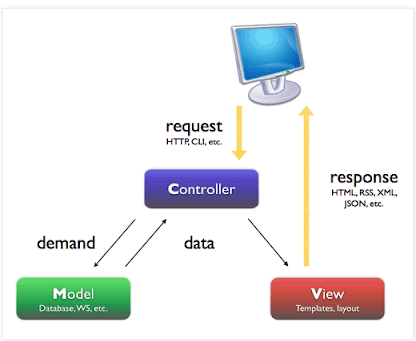 request
HTTP, CLI, etc.
response
HTML, RSS, XML,
JSON, etc.
Controller
demand
data
Model
Database, WS, etc.
View
Templates, layout